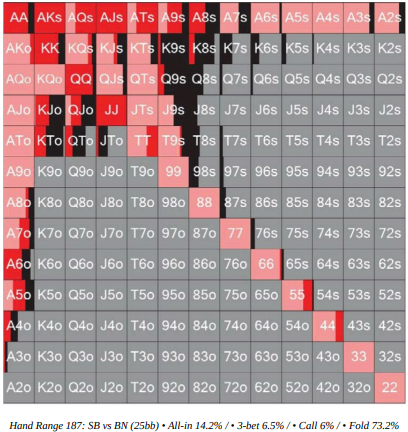 AA AKs AQs AJs ATs A9s A8s A7s A6s A5s A4s A3s A2s
AKo KK KQs KJs KTs K9s K8s K7s K6s K5s K4s K3s K2s
AQo KQo QQ QJs QTs Q9s Q8s Q7s Q6s Q5s Q4s Q3s Q2s
AJo KJo QJo JJ JTs J9s J8s J7s J6s J5s J4s J3s J2s
ATo KTo QTo JTo TT T9s T8s T7s T6s T5s T4s T3s T2s
A9o K9o Q9o J9o T9o 99 98s 97s 96s 95s 94s 93s 92s
A8o K8o Q8o J8o T8o 98o 88 87s 86s 85s 84s 83s 82s
A7o K7o Q7o J7o T7o 97o 87o 77 76s 75s 74s 73s 72s
A6o K6o Q6o J6o T6o 96o 86o 76o 66 65s 64s 63s 62s
A5o K5o Q5o J5o T5o 95o 85o 75o 65o 55 54s 53s 52s
A4o K4o Q4o J4o T4o 94o 84o 74o 64o 54o 44 43s 42s
A3o K3o Q3o J3o T3o 93o 83o 73o 63o 53o 43o 33 32s
A2o K2o Q2o J2o T2o 92o 82o 72o 62o 52o 42o 32o 22
Hand Range 187: SB vs BN (25bb) • All-in 14.2% / • 3-bet 6.5% / • Call 6% / • Fold 73.2%